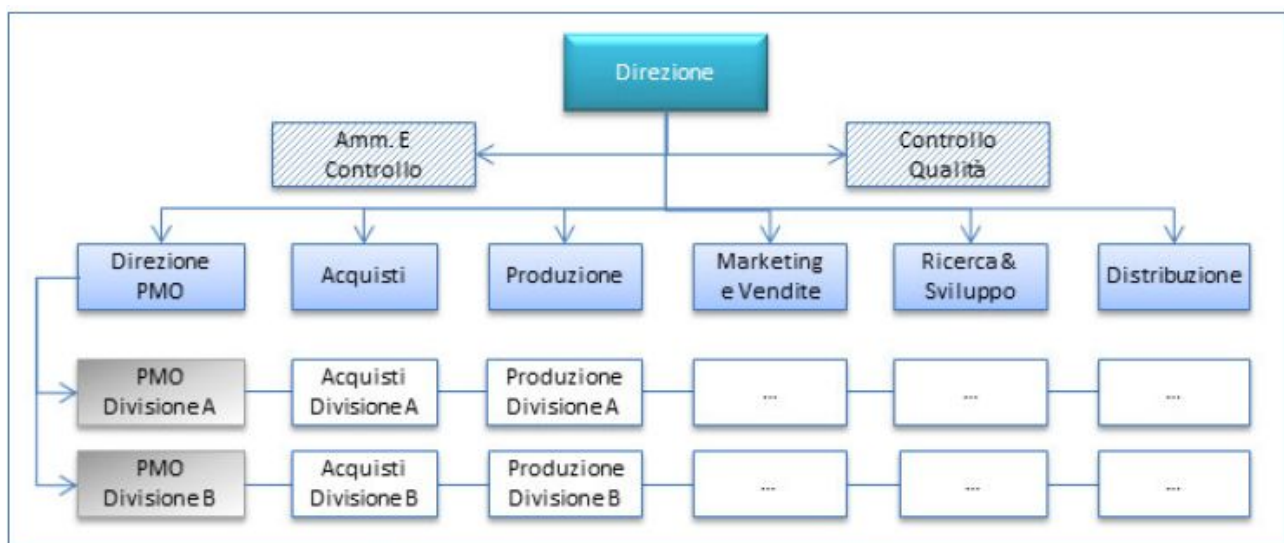 Direzione
Amm. E
Controllo
Controllo
Qualità
Direzione
PMO
Acquisti
Produzione
Marketing
e Vendite
Ricerca &
Sviluppo
Distribuzione
PMO
Divisione A
Acquisti
Divisione A
Produzione
Divisione A
...
...
...
PMO
Divisione B
Acquisti
Divisione B
Produzione
Divisione B
...
...
...